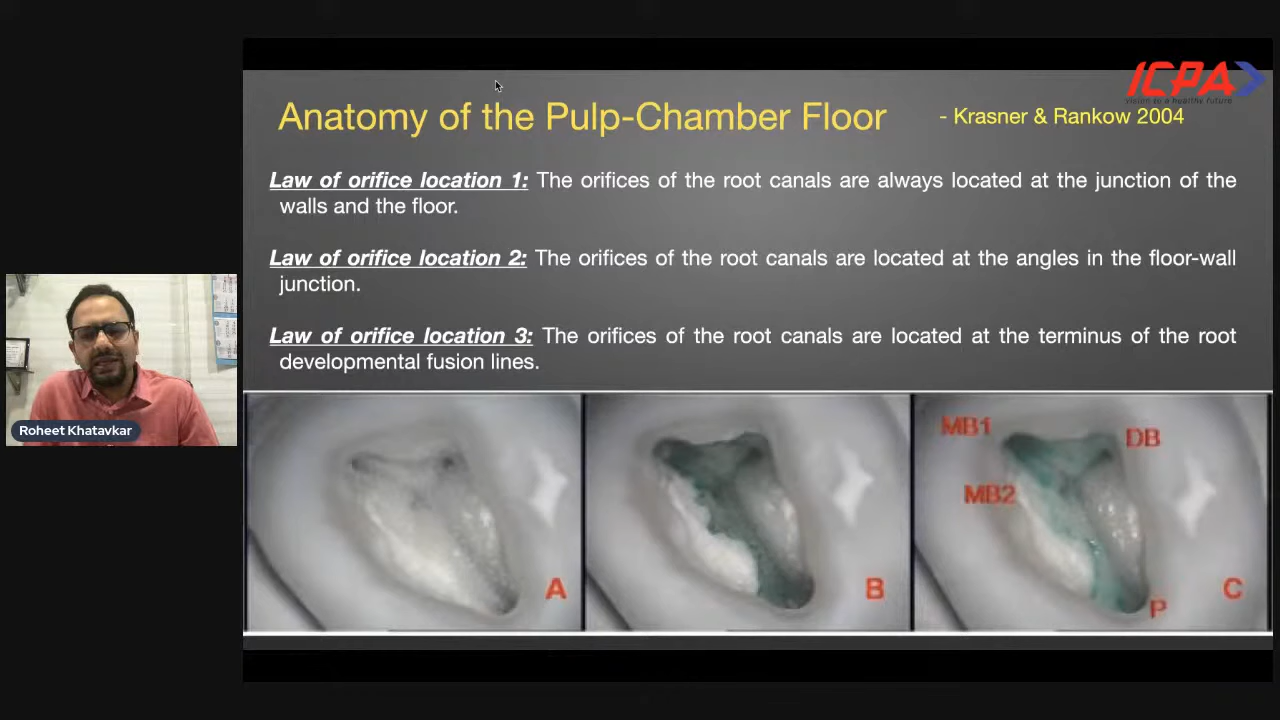 ICPA
vision to a healthy future
Anatomy of the Pulp-Chamber Floor
- Krasner & Rankow 2004
Law of orifice location 1: The orifices of the root canals are always located at the junction of the
walls and the floor.
Law of orifice location 2: The orifices of the root canals are located at the angles in the floor-wall
junction.
Law of orifice location 3: The orifices of the root canals are located at the terminus of the root
developmental fusion lines.
Roheet Khatavkar
A
B
MB1
DB
MB2
P
C